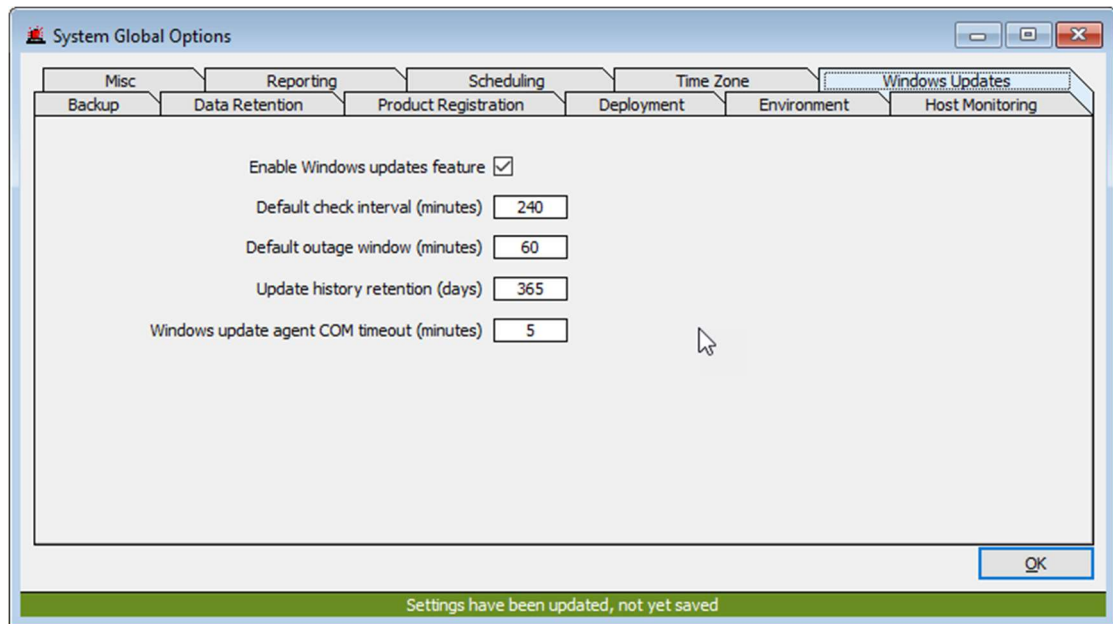 System Global Options
Misc Reporting Scheduling Time Zone Windows Updates
Backup Data Retention Product Registration Deployment Environment Host Monitoring
Enable Windows updates feature
Default check interval (minutes) 240
Default outage window (minutes) 60
Update history retention (days) 365
Windows update agent COM timeout (minutes) 5
OK
Settings have been updated, not yet saved